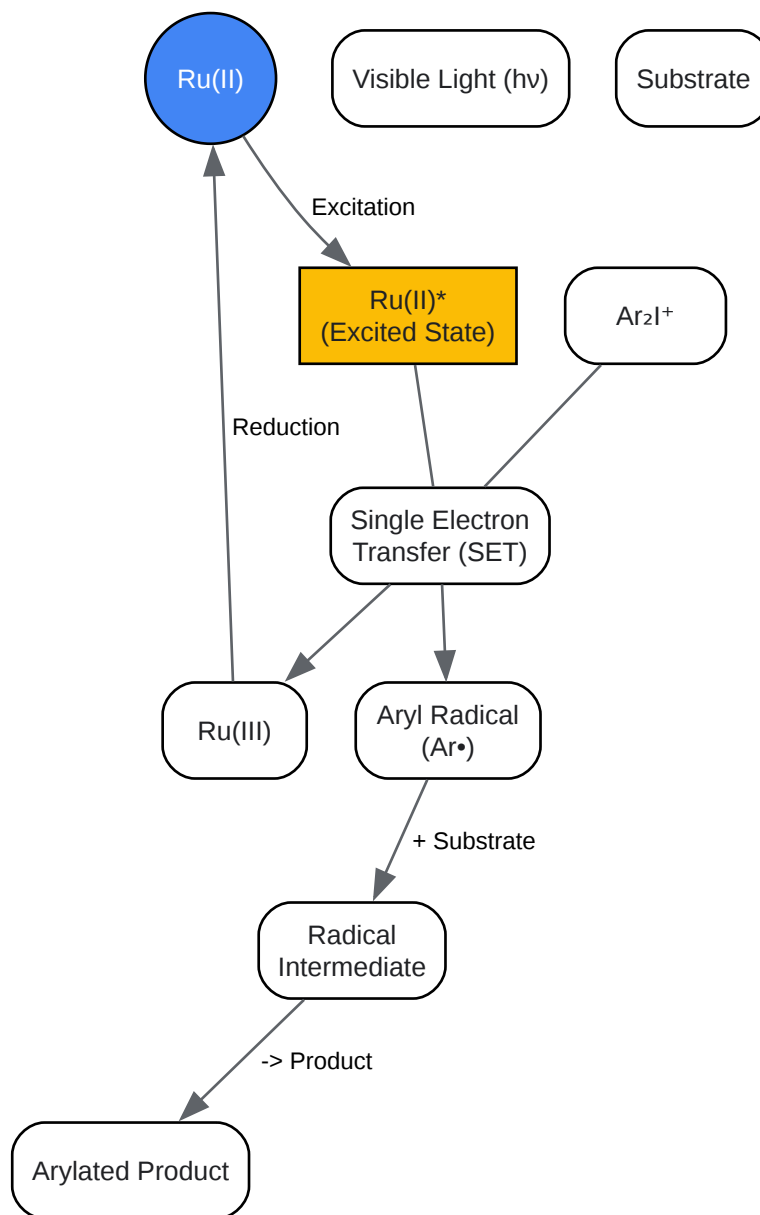 Ru(II)
Visible Light (hν)
Substrate
Excitation
Ru(II)*
(Excited State)
Ar₂I⁺
Reduction
Single Electron
Transfer (SET)
Ru(III)
Aryl Radical
(Ar•)
+ Substrate
Radical
Intermediate
-> Product
Arylated Product